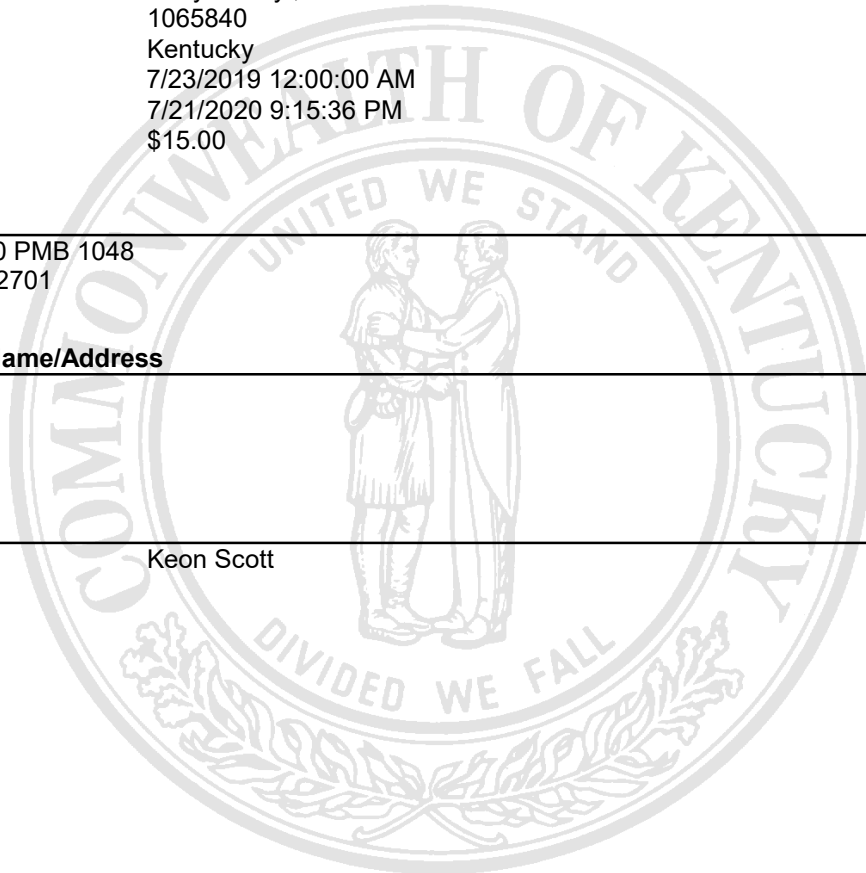 1065840
Kentucky
7/23/2019 12:00:00 AM
7/21/2020 9:15:36 PM
$15.00
COMMONWEALTH OF KENTUCKY
UNITED WE STAND
0 PMB 1048
2701
ame/Address
Keon Scott
DIVIDED WE FALL